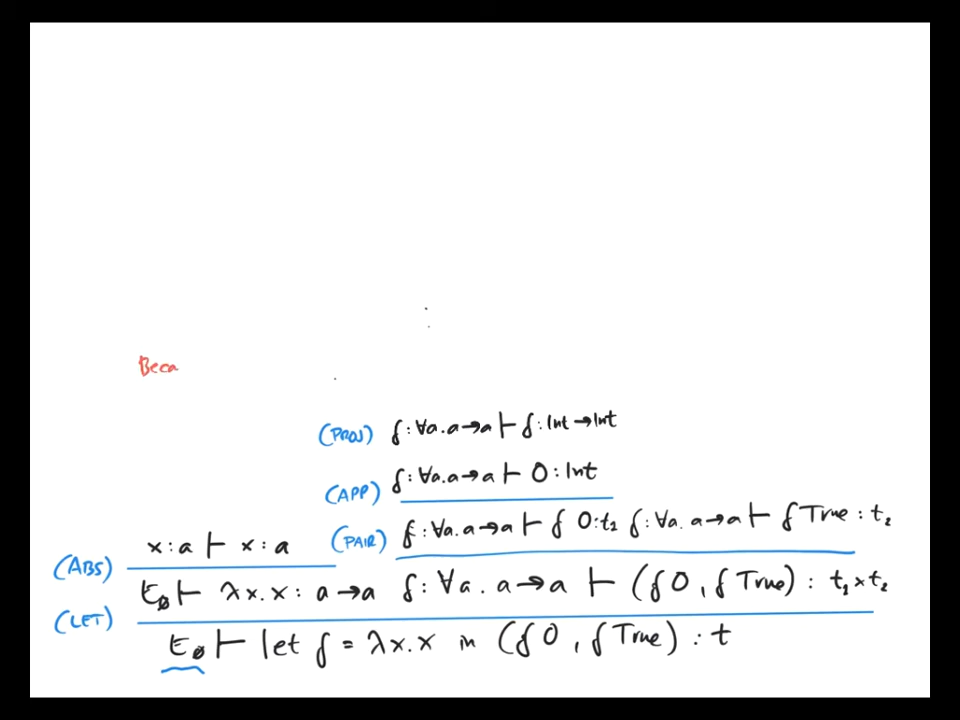 Beca
(PROJ) f : ∀a. a → a ⊢ f : Int → Int
(APP) f : ∀a. a → a ⊢ 0 : Int
(PAIR) f : ∀a. a → a ⊢ f 0 : t₂ f : ∀a. a → a ⊢ f True : t₂
(ABS) x : a ⊢ x : a
E∅ ⊢ λx.x : a → a f : ∀a. a → a ⊢ (f 0 , f True) : t₁ × t₂
(LET)
E∅ ⊢ let f = λx.x in (f 0 , f True) : t